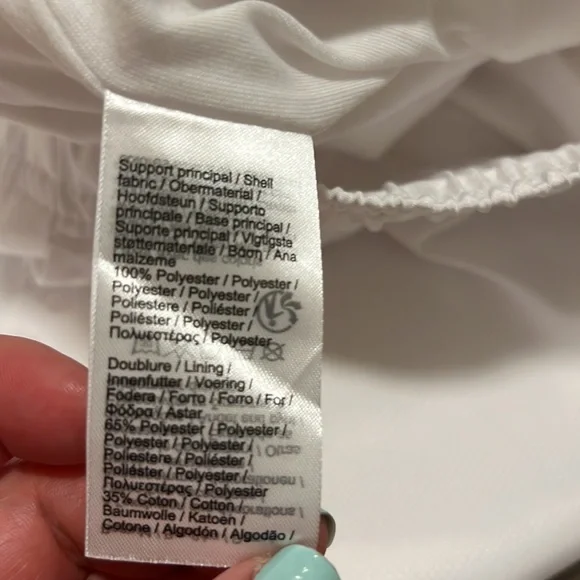 Support principal / Shell
fabric / Obermaterial /
Hoofdsteun / Supporto
principale / Base principal /
Suporte principal / Vigtigste
støttemateriale / Βάση / Ana
malzeme
100% Polyester / Polyester /
Polyester / Polyester /
Poliestere / Poliéster /
Poliéster / Polyester /
Πολυεστέρας / Polyester
Doublure / Lining /
Innenfutter / Voering /
Fodera / Forro / Forro / For /
Φόδρα / Astar
65% Polyester / Polyester /
Polyester / Polyester /
Poliestere / Poliéster /
Poliéster / Polyester /
Πολυεστέρας / Polyester
35% Coton / Cotton /
Baumwolle / Katoen /
Cotone / Algodón / Algodão /